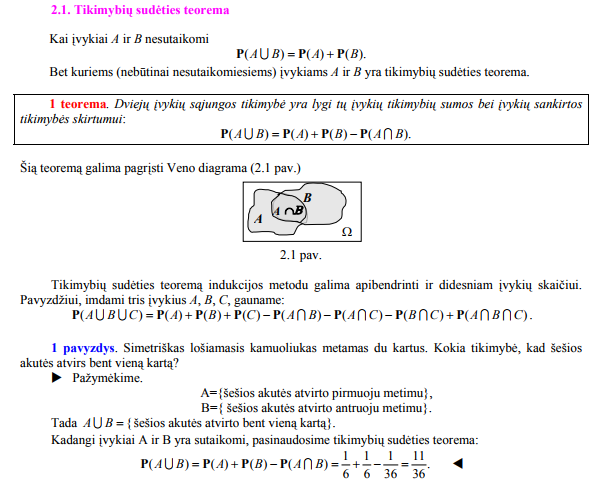 2.1. Tikimybių sudėties teorema
Kai įvykiai A ir B nesutaikomi
P(A⋃B) = P(A) + P(B).
Bet kuriems (nebūtinai nesutaikomiesiems) įvykiams A ir B yra tikimybių sudėties teorema.
1 teorema. Dviejų įvykių sąjungos tikimybė yra lygi tų įvykių tikimybių sumos bei įvykių sankirtos
tikimybės skirtumui:
P(A⋃B) = P(A) + P(B) − P(A⋂B).
Šią teoremą galima pagrįsti Veno diagrama (2.1 pav.)
B
A ∩B
A
Ω
2.1 pav.
Tikimybių sudėties teoremą indukcijos metodu galima apibendrinti ir didesniam įvykių skaičiui.
Pavyzdžiui, imdami tris įvykius A, B, C, gauname:
P(A⋃B⋃C) = P(A) + P(B) + P(C) − P(A⋂B) − P(A⋂C) − P(B⋂C) + P(A⋂B⋂C).
1 pavyzdys. Simetriškas lošiamasis kamuoliukas metamas du kartus. Kokia tikimybė, kad šešios
akutės atvirs bent vieną kartą?
▶ Pažymėkime.
A={šešios akutės atvirto pirmuoju metimu},
B={ šešios akutės atvirto antruoju metimu}.
Tada A⋃B = { šešios akutės atvirto bent vieną kartą}.
Kadangi įvykiai A ir B yra sutaikomi, pasinaudosime tikimybių sudėties teorema:
P(A⋃B) = P(A) + P(B) − P(A⋂B) = 1/6 + 1/6 − 1/36 = 11/36. ◀